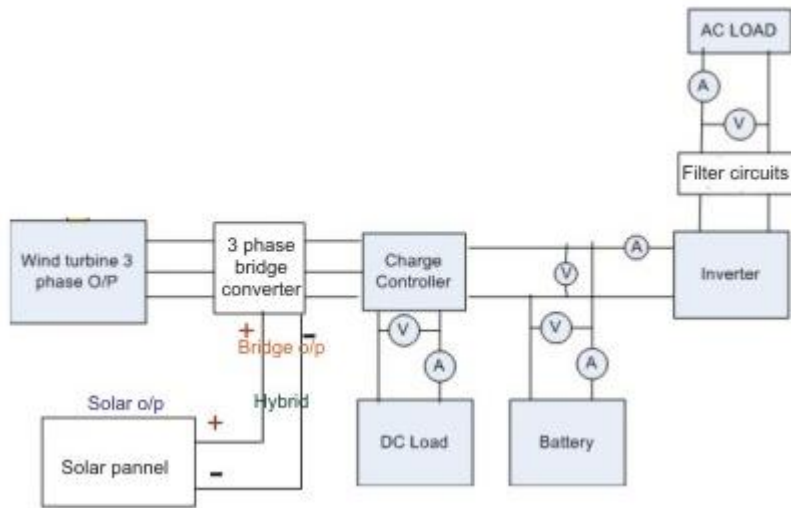 AC LOAD
A
V
Filter circuits
Wind turbine 3
phase O/P
3 phase
bridge
converter
Charge
Controller
A
V
Inverter
+
-
Bridge o/p
V
A
V
A
Solar o/p
Hybrid
+
Solar pannel
-
DC Load
Battery